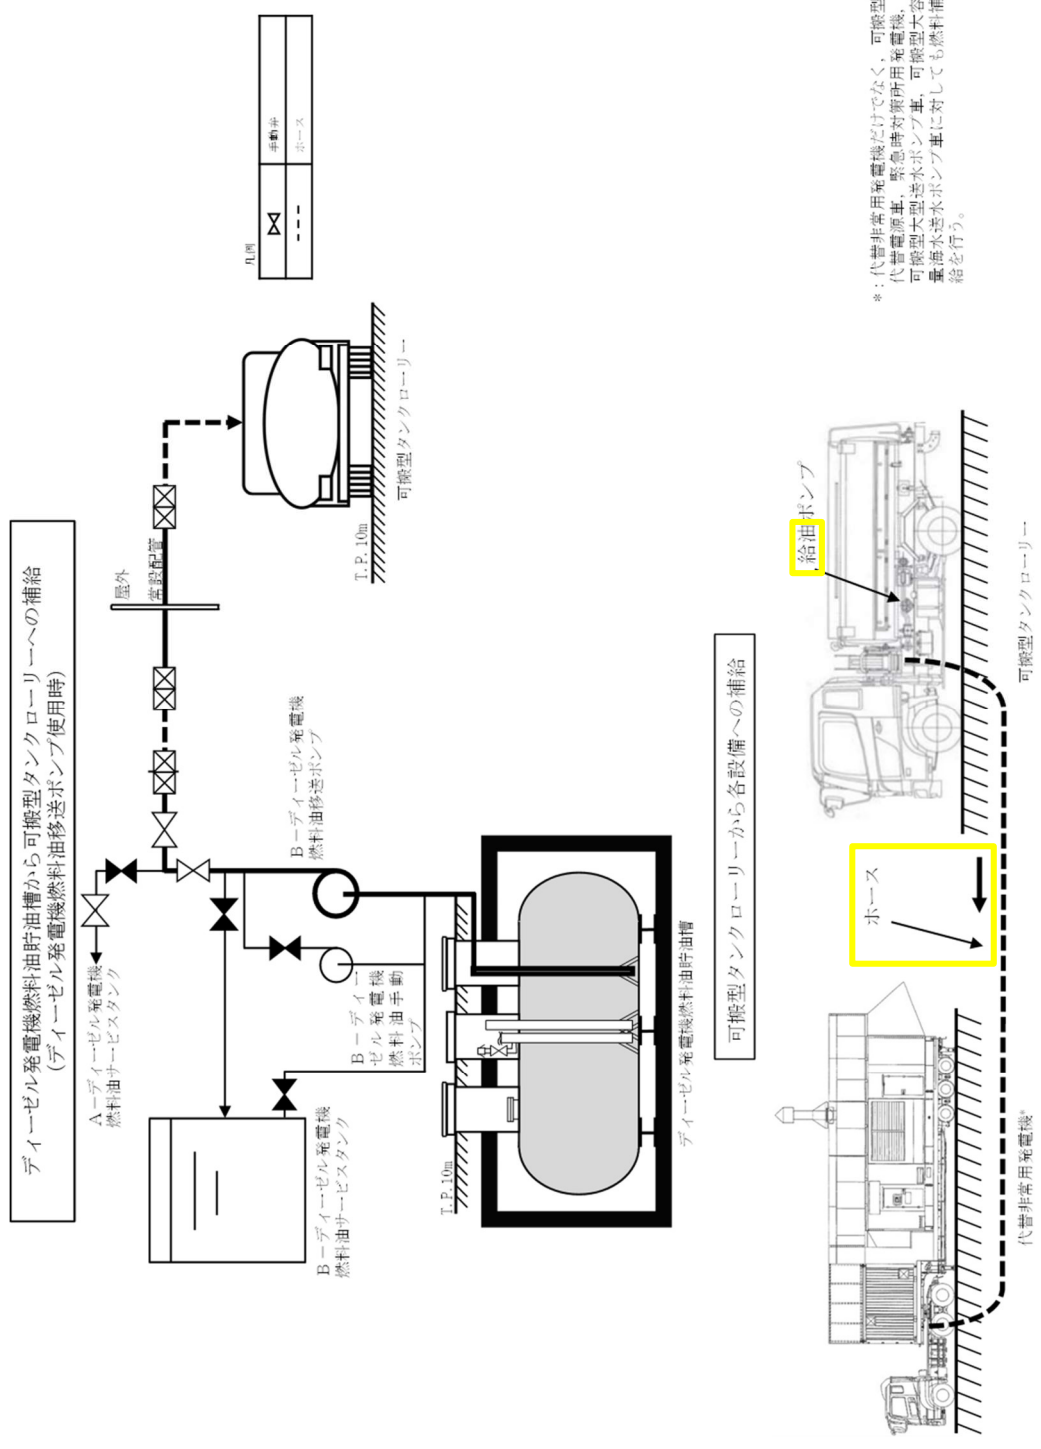 ディーゼル発電機燃料油貯油槽から可搬型タンクローリーへの補給
(ディーゼル発電機燃料油移送ポンプ使用時)
凡例
手動弁
ホース
A－ディーゼル発電機
燃料油サービスタンク
屋外
常設配管
B－ディーゼル発電機
燃料油移送ポンプ
B－ディー
ゼル発電機
燃料油手動
ポンプ
B－ディーゼル発電機
燃料油サービスタンク
T.P.10m
可搬型タンクローリー
T.P.10m
ディーゼル発電機燃料油貯油槽
可搬型タンクローリーから各設備への補給
給油ポンプ
ホース
代替非常用発電機*
可搬型タンクローリー
*：代替非常用発電機だけでなく，可搬型
代替電源車，緊急時対策所用発電機，
可搬型大型送水ポンプ車，可搬型大容
量海水送水ポンプ車に対しても燃料補
給を行う。